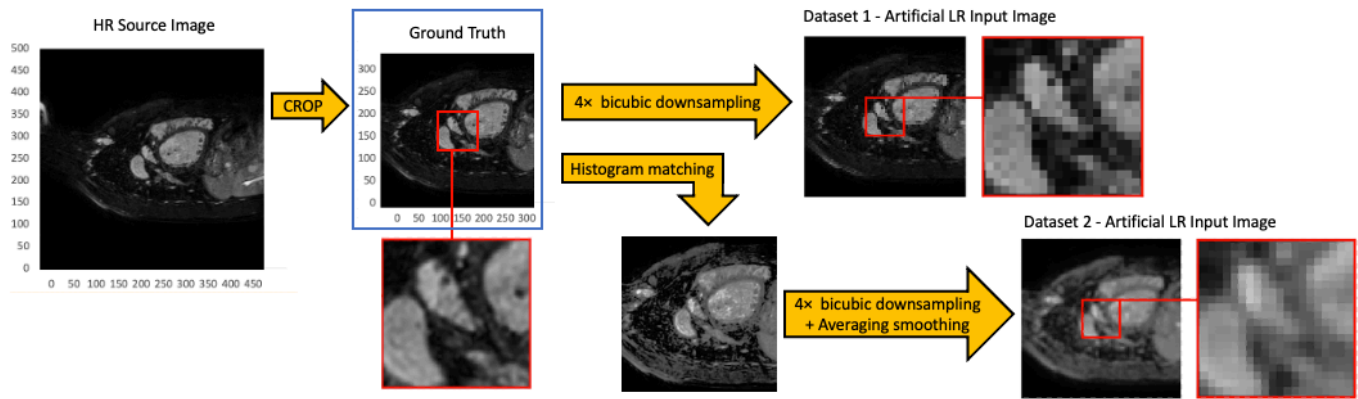 HR Source Image
500
450
400
350
300
250
200
150
100
50
0
0 50 100 150 200 250 300 350 400 450
CROP
Ground Truth
300
250
200
150
100
50
0
0 50 100 150 200 250 300
4× bicubic downsampling
Histogram matching
Dataset 1 - Artificial LR Input Image
4× bicubic downsampling
+ Averaging smoothing
Dataset 2 - Artificial LR Input Image